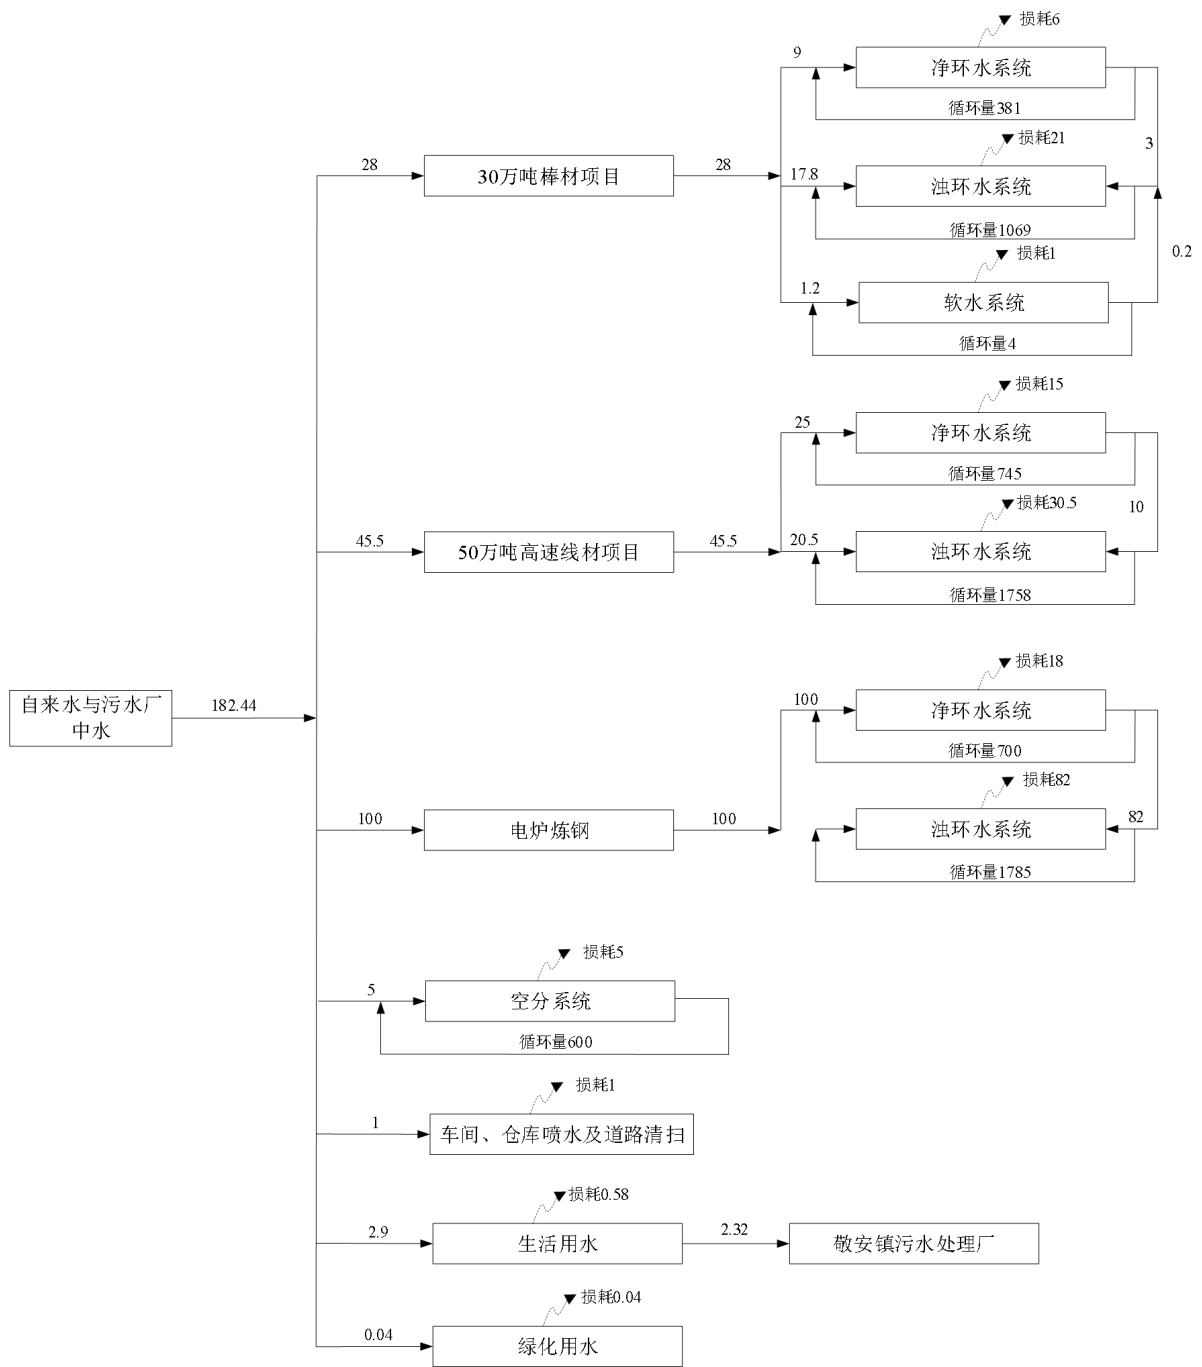 损耗6
9
净环水系统
循环量381
损耗21
3
28
30万吨棒材项目
28
17.8
浊环水系统
循环量1069
0.2
损耗1
1.2
软水系统
循环量4
损耗15
25
净环水系统
循环量745
损耗30.5
10
45.5
50万吨高速线材项目
45.5
20.5
浊环水系统
循环量1758
损耗18
自来水与污水厂
中水
182.44
100
净环水系统
循环量700
损耗82
100
电炉炼钢
100
浊环水系统
82
循环量1785
损耗5
5
空分系统
循环量600
损耗1
1
车间、仓库喷水及道路清扫
损耗0.58
2.9
生活用水
2.32
敬安镇污水处理厂
损耗0.04
0.04
绿化用水